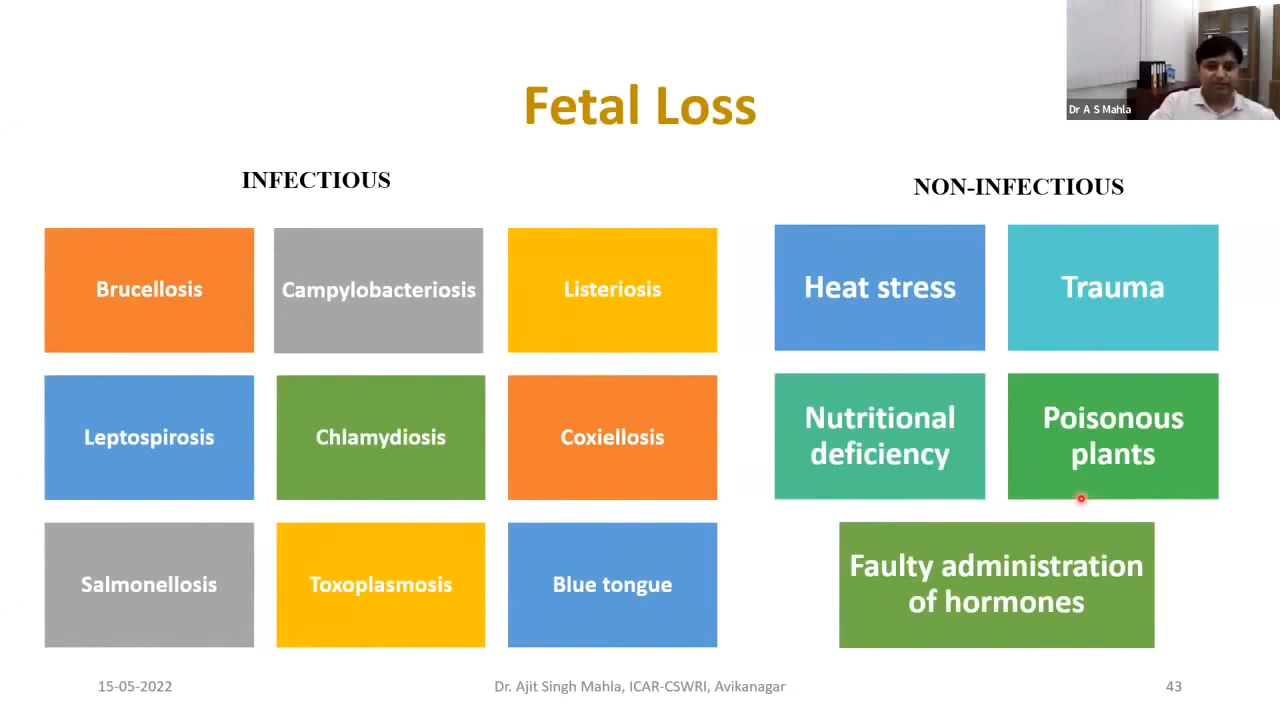 Dr A S Mahla
Fetal Loss
INFECTIOUS
NON-INFECTIOUS
Brucellosis
Campylobacteriosis
Listeriosis
Leptospirosis
Chlamydiosis
Coxiellosis
Salmonellosis
Toxoplasmosis
Blue tongue
Heat stress
Trauma
Nutritional
deficiency
Poisonous
plants
Faulty administration
of hormones
15-05-2022
Dr. Ajit Singh Mahla, ICAR-CSWRI, Avikanagar
43